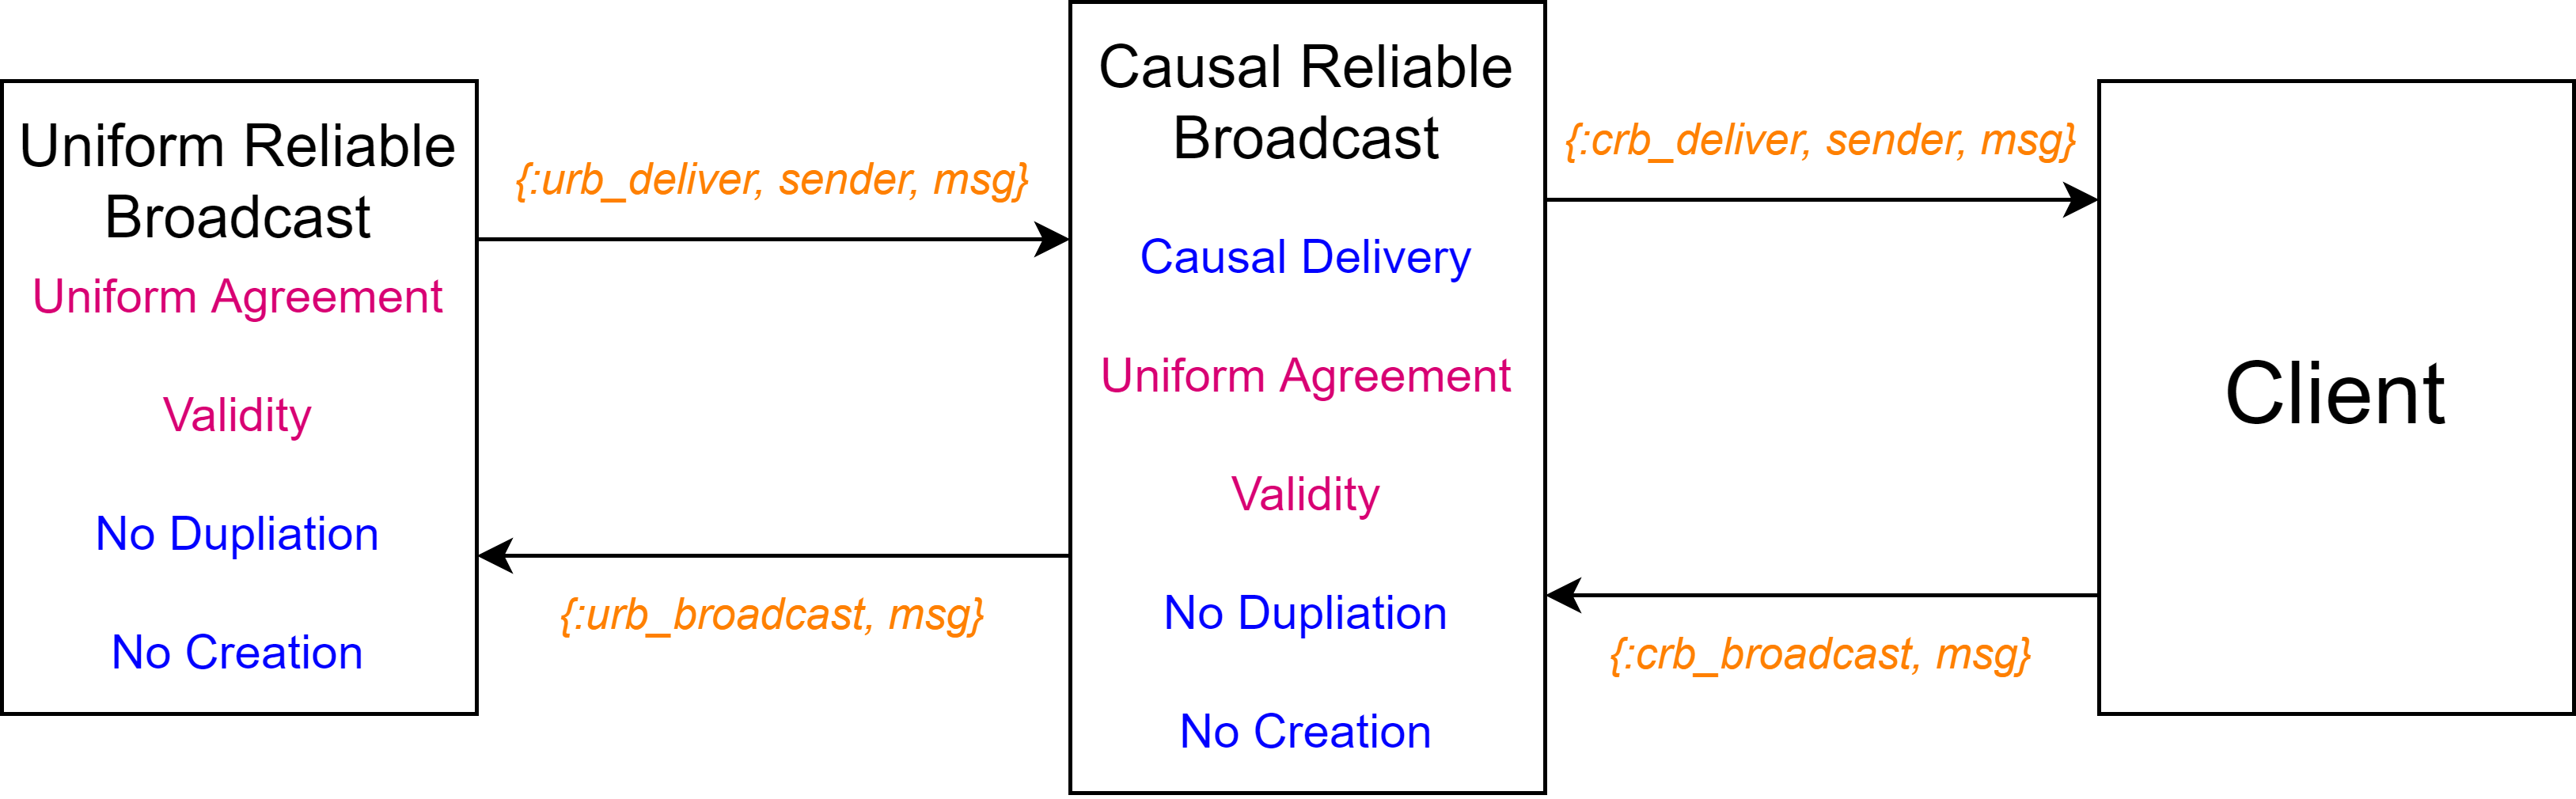 Uniform Reliable
Broadcast
Uniform Agreement
Validity
No Dupliation
No Creation
{:urb_deliver, sender, msg}
{:urb_broadcast, msg}
Causal Reliable
Broadcast
Causal Delivery
Uniform Agreement
Validity
No Dupliation
No Creation
{:crb_deliver, sender, msg}
{:crb_broadcast, msg}
Client